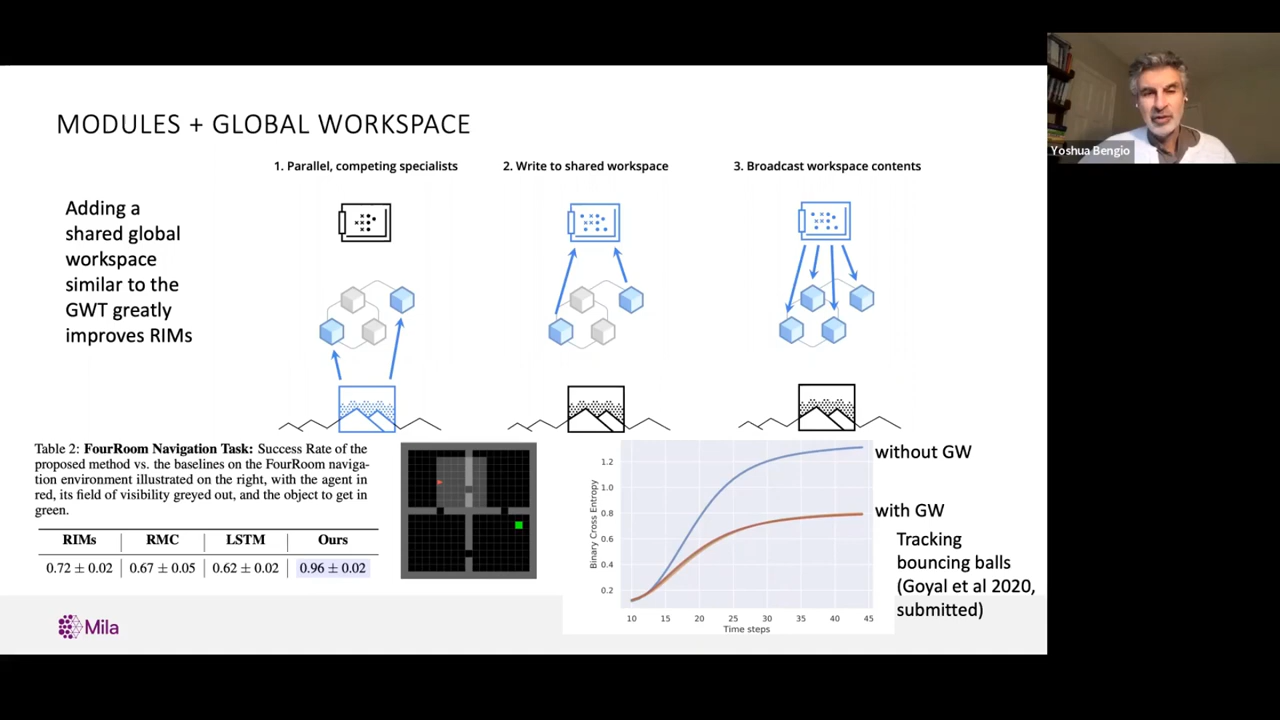 MODULES + GLOBAL WORKSPACE
Yoshua Bengio
1. Parallel, competing specialists
2. Write to shared workspace
3. Broadcast workspace contents
Adding a
shared global
workspace
similar to the
GWT greatly
improves RIMs
Table 2: FourRoom Navigation Task: Success Rate of the
proposed method vs. the baselines on the FourRoom naviga-
tion environment illustrated on the right, with the agent in
red, its field of visibility greyed out, and the object to get in
green.
RIMs RMC LSTM Ours
0.72 ± 0.02 0.67 ± 0.05 0.62 ± 0.02 0.96 ± 0.02
Binary Cross Entropy
1.2
1.0
0.8
0.6
0.4
0.2
10 15 20 25 30 35 40 45
Time steps
without GW
with GW
Tracking
bouncing balls
(Goyal et al 2020,
submitted)
Mila